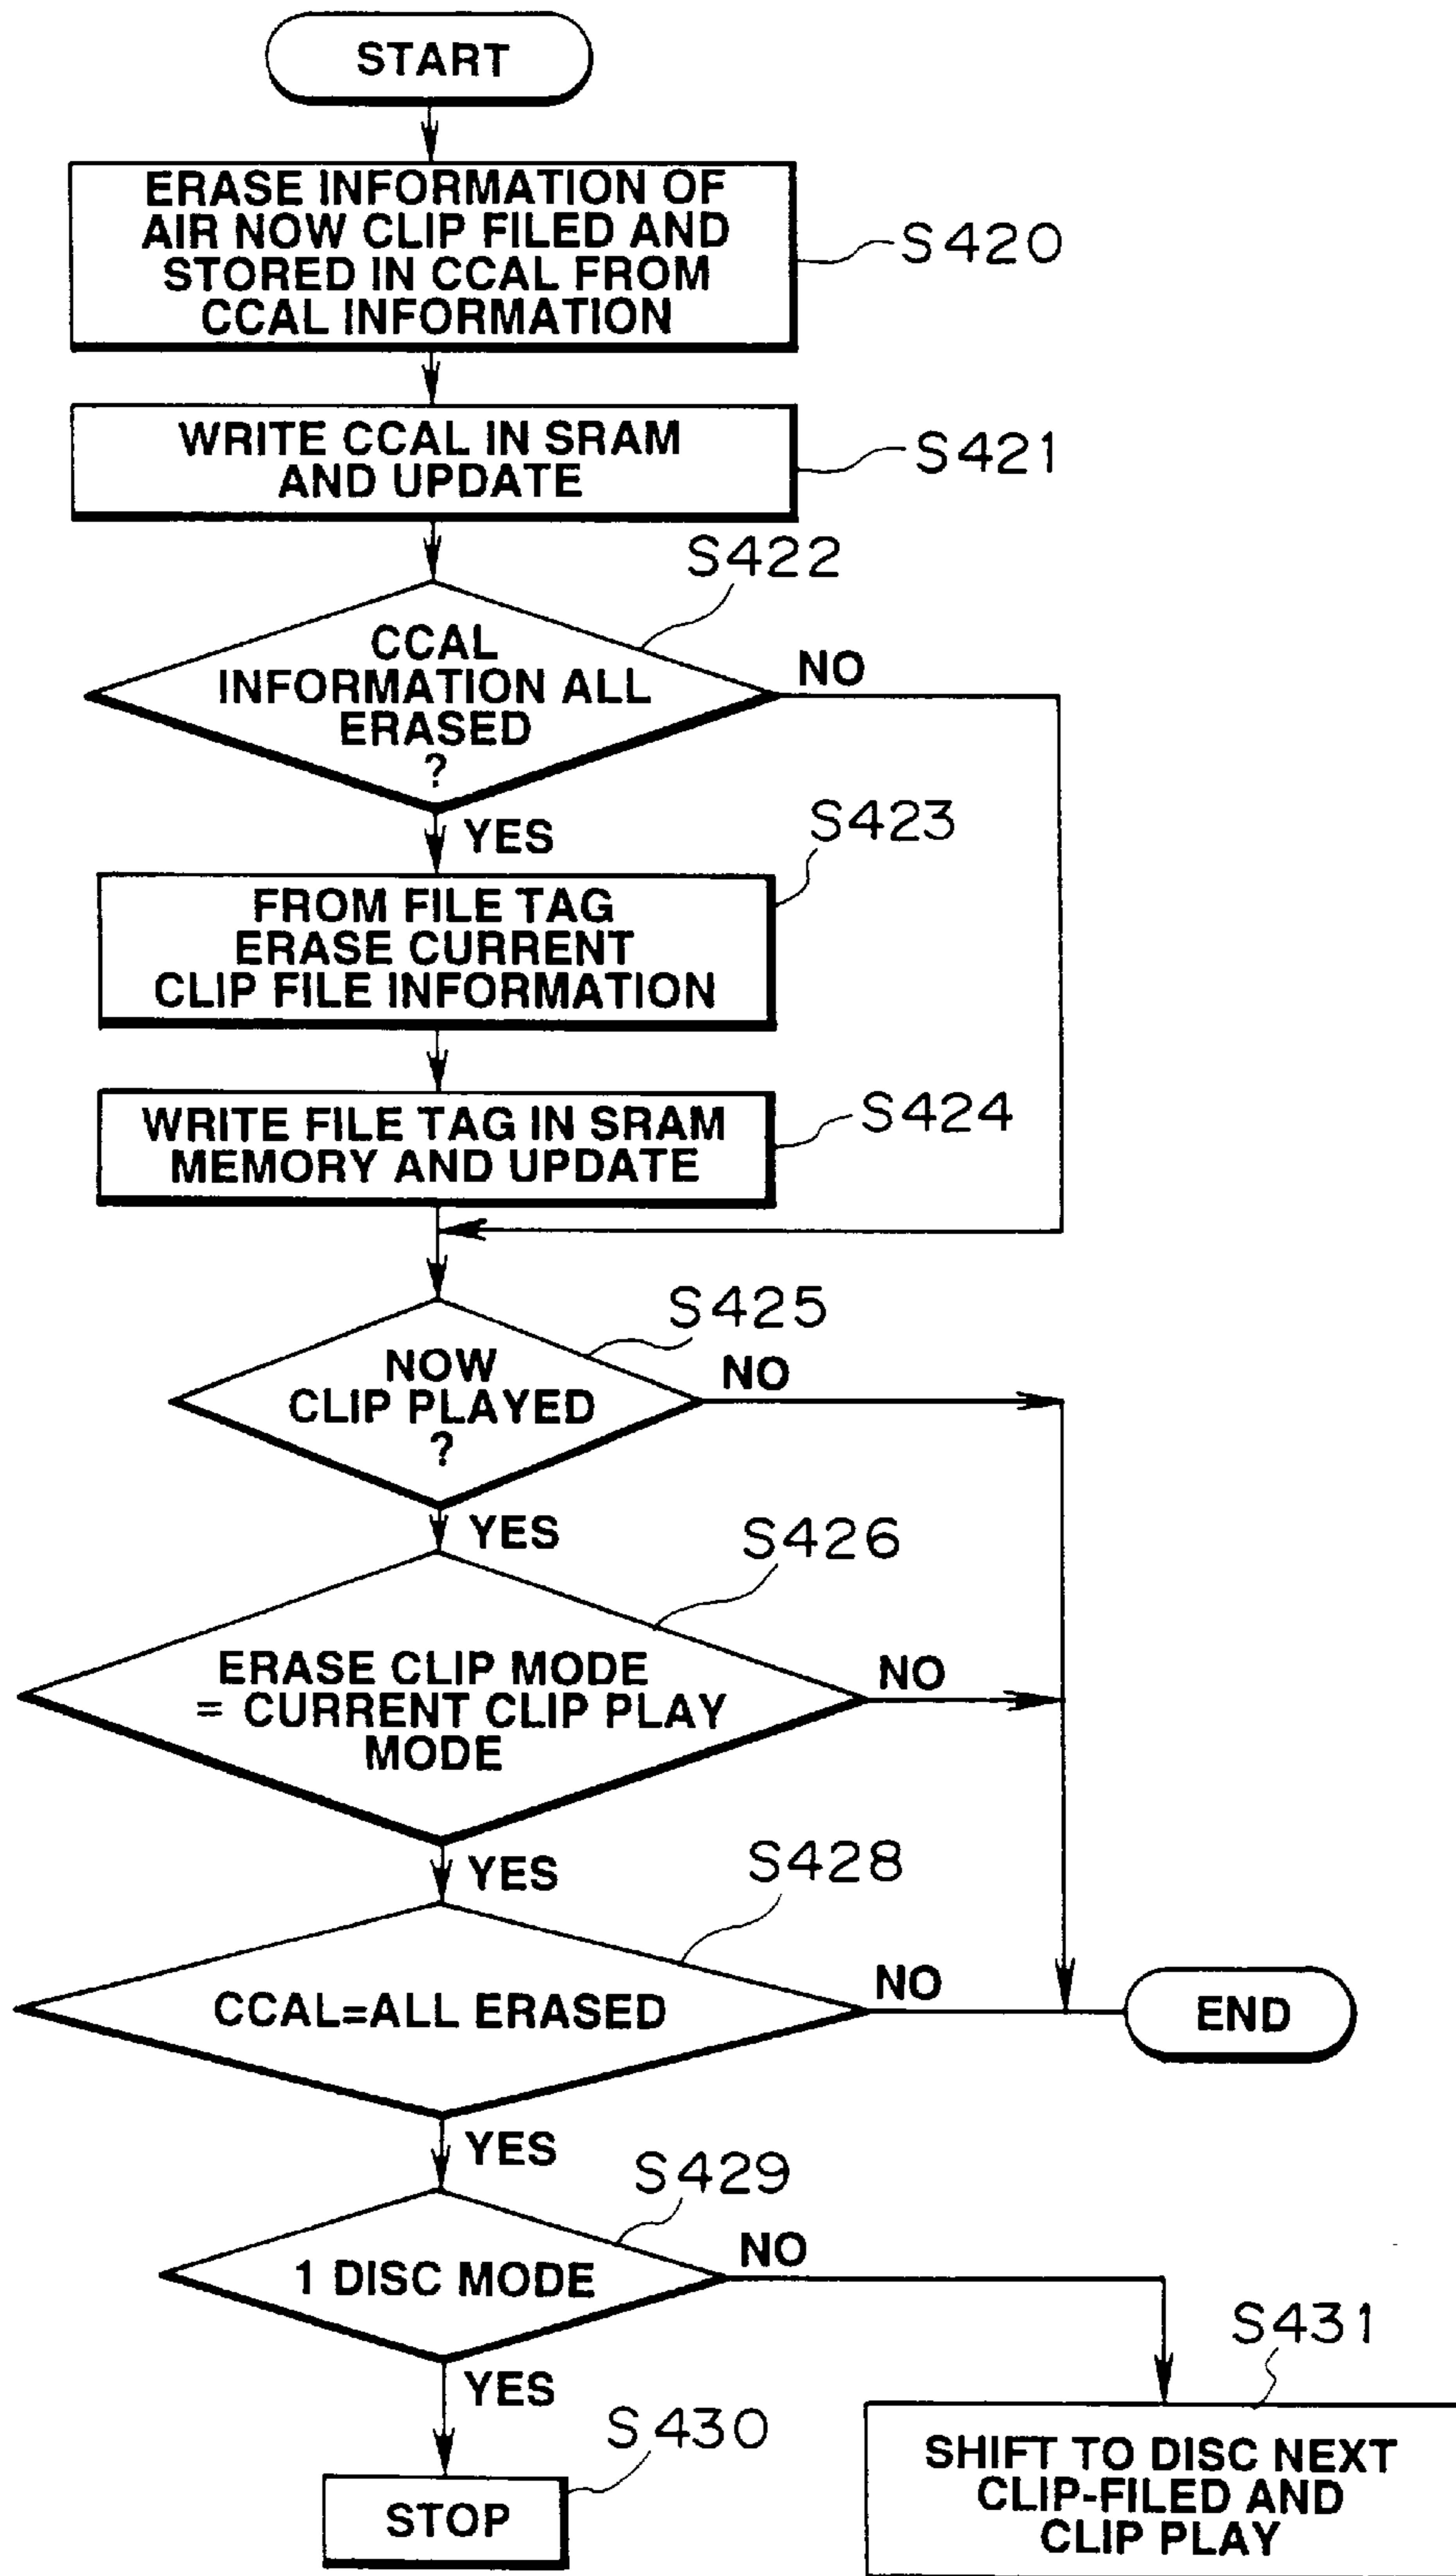 START
ERASE INFORMATION OF
AIR NOW CLIP FILED AND
STORED IN CCAL FROM
CCAL INFORMATION
S420
WRITE CCAL IN SRAM
AND UPDATE
S421
S422
CCAL
INFORMATION ALL
ERASED
?
NO
YES
S423
FROM FILE TAG
ERASE CURRENT
CLIP FILE INFORMATION
WRITE FILE TAG IN SRAM
MEMORY AND UPDATE
S424
S425
NOW
CLIP PLAYED
?
NO
YES
S426
ERASE CLIP MODE
= CURRENT CLIP PLAY
MODE
NO
YES
S428
CCAL=ALL ERASED
NO
END
YES
S429
1 DISC MODE
NO
YES
S430
STOP
S431
SHIFT TO DISC NEXT
CLIP-FILED AND
CLIP PLAY